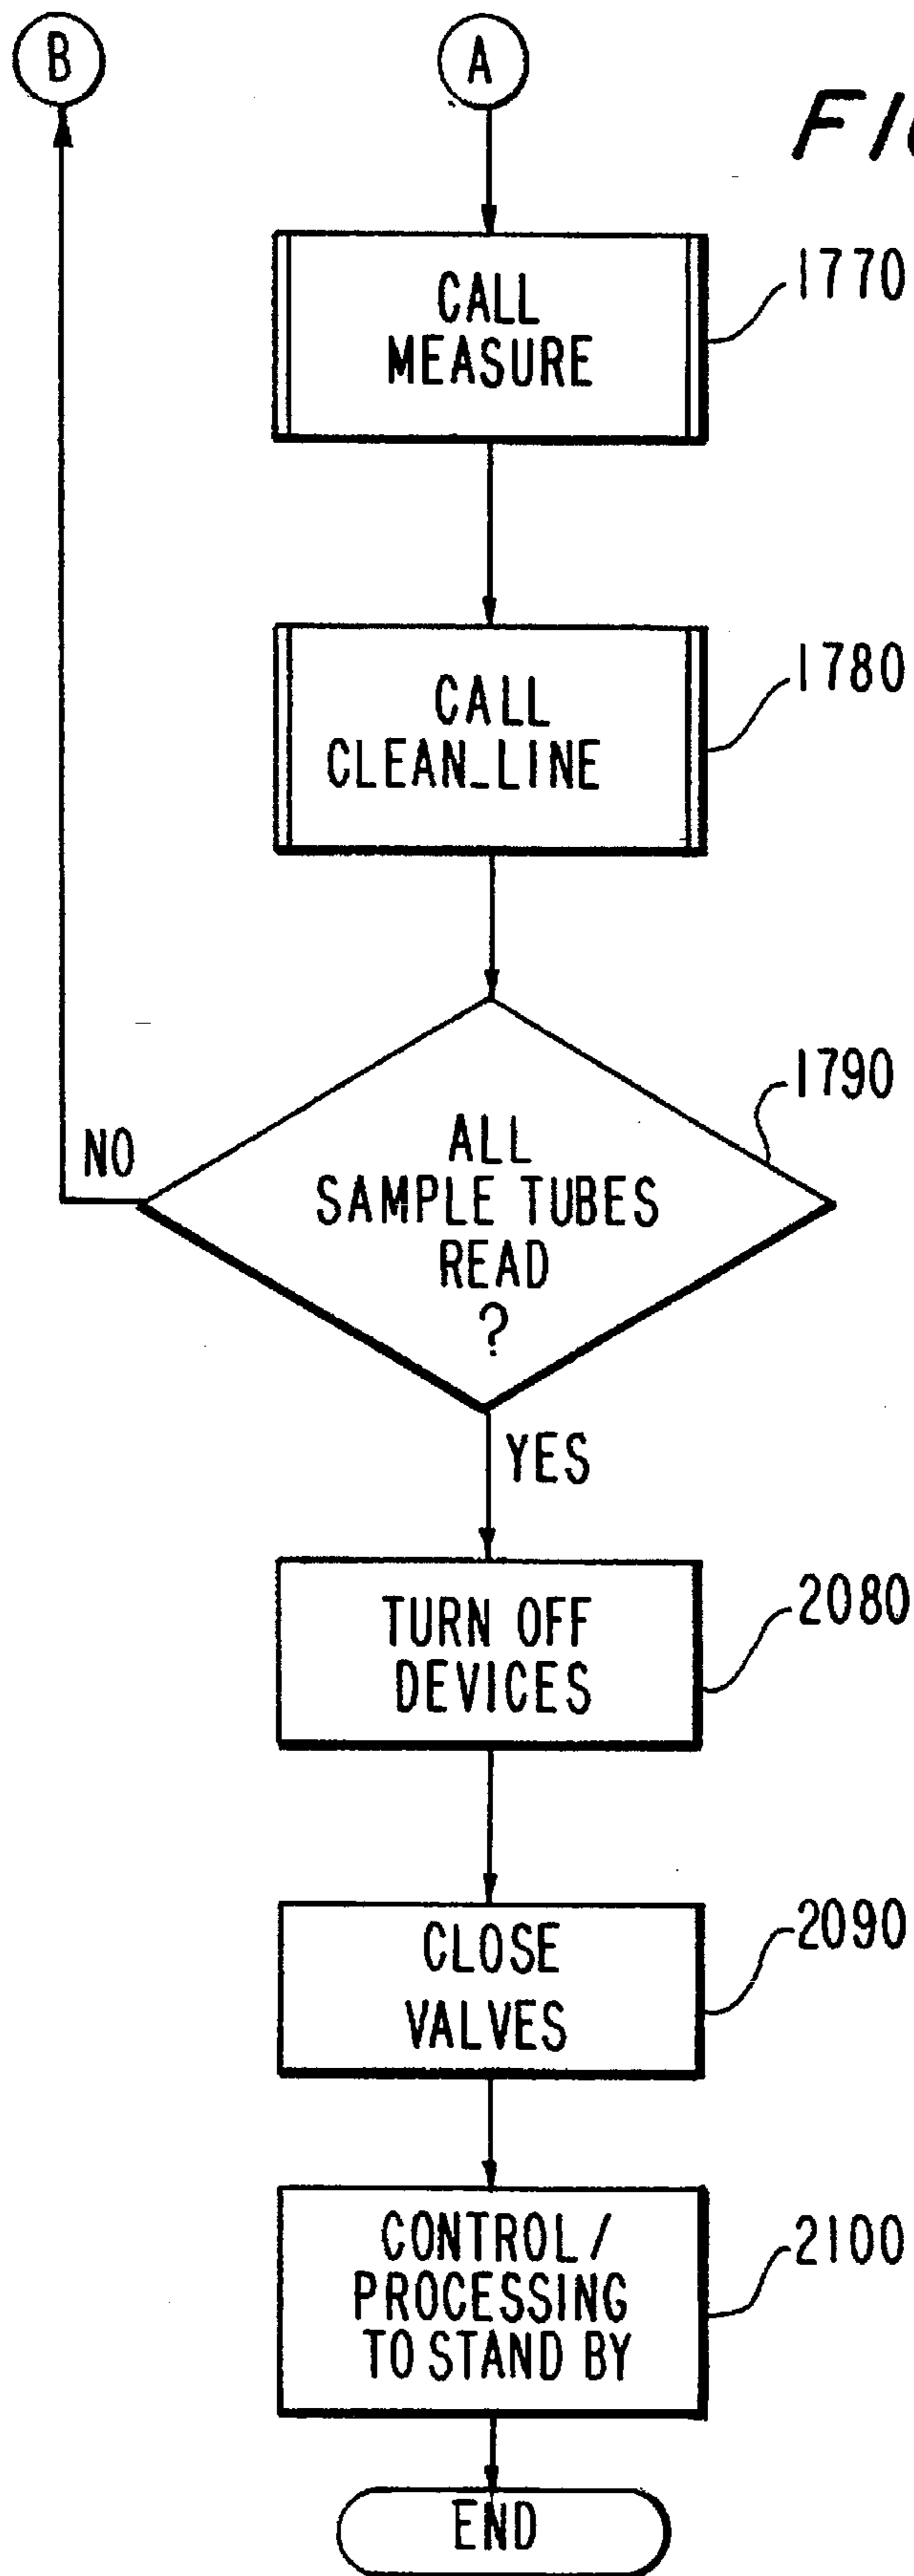 B
A
FIG
1770
CALL
MEASURE
1780
CALL
CLEAN_LINE
1790
NO
ALL
SAMPLE TUBES
READ
?
YES
2080
TURN OFF
DEVICES
2090
CLOSE
VALVES
2100
CONTROL/
PROCESSING
TO STAND BY
END